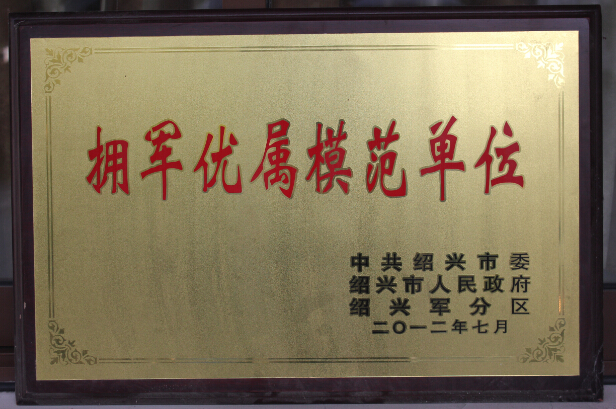 拥军优属模范单位
中共绍兴市委
绍兴市人民政府
绍兴军分区
二〇一二年七月